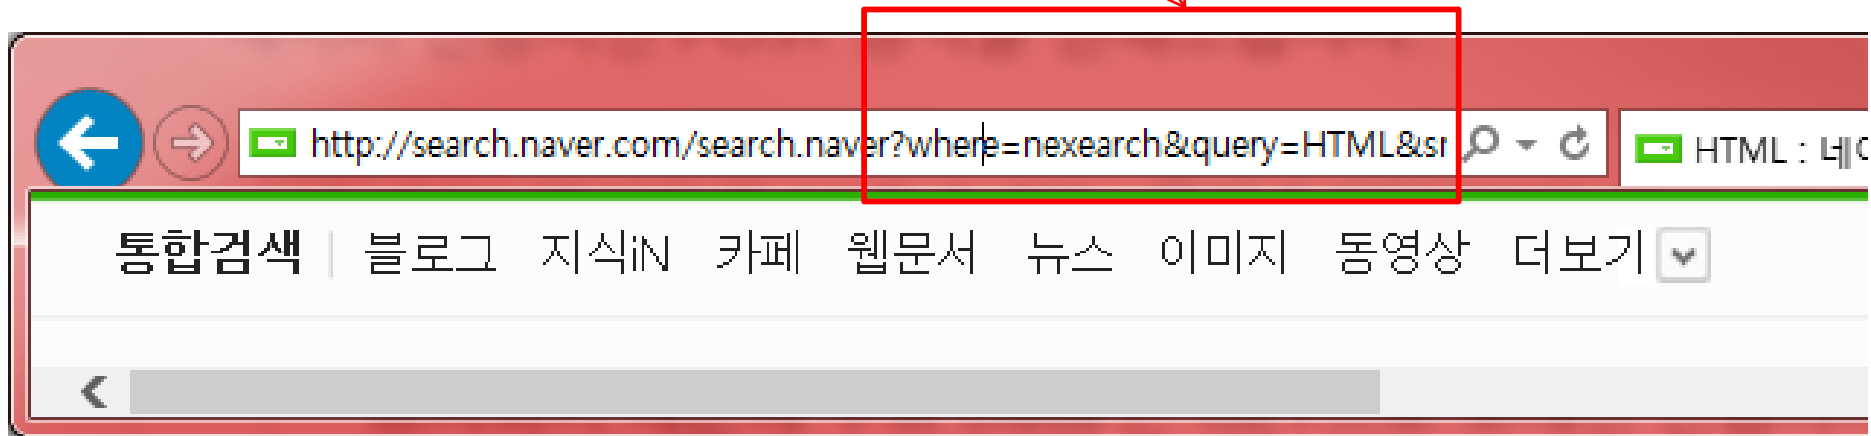 http://search.naver.com/search.naver?where=nexearch&query=HTML&sr HTML : 네이
통합검색 블로그 지식iN 카페 웹문서 뉴스 이미지 동영상 더보기